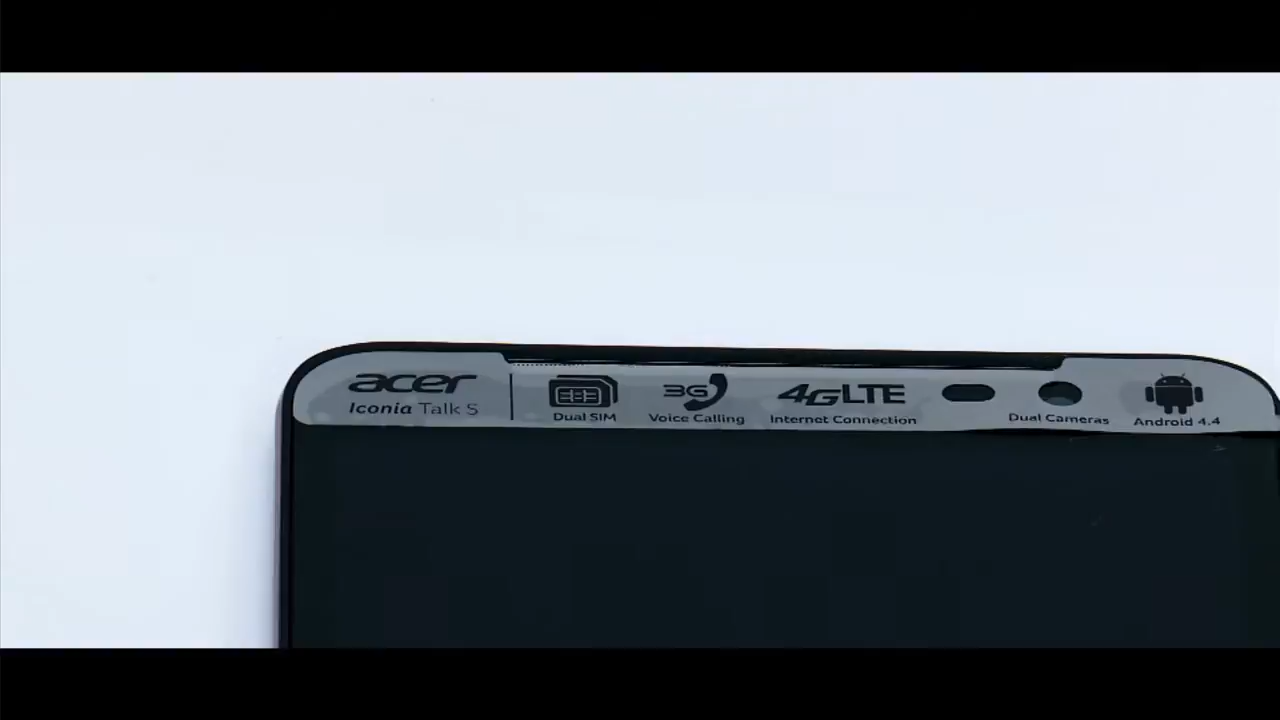 acer
Iconia Talk S
Dual SIM
3G
Voice Calling
4G LTE
Internet Connection
Dual Cameras
Android 4.4